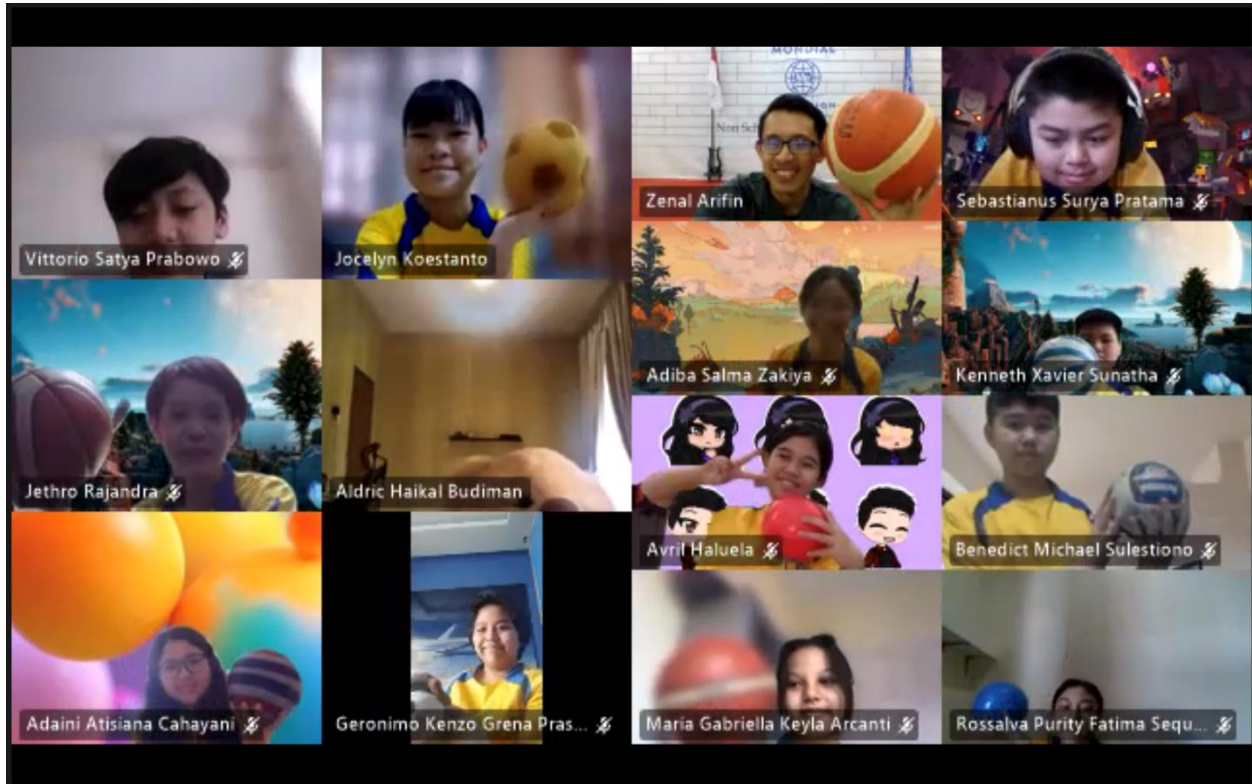 MONDIAL
Zenal Arifin
Sebastianus Surya Pratama
Vittorio Satya Prabowo
Jocelyn Koestanto
Adiba Salma Zakiya
Kenneth Xavier Sunatha
Jethro Rajandra
Aldric Haikal Budiman
Avril Haluela
Benedict Michael Sulestiono
Adaini Atisiana Cahayani
Geronimo Kenzo Grena Pras...
Maria Gabriella Keyla Arcanti
Rossalva Purity Fatima Sequ...